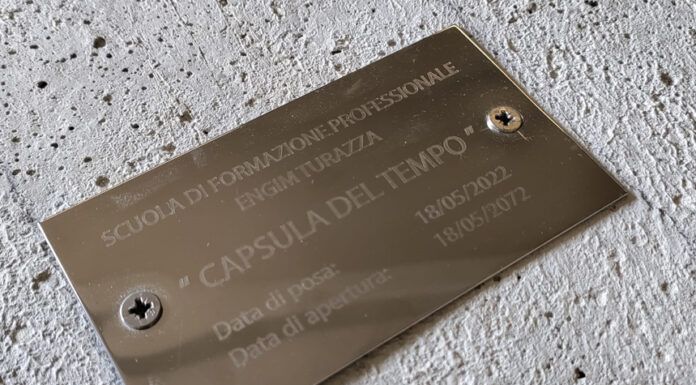 SCUOLA DI FORMAZIONE PROFESSIONALE
ENGIM TURAZZA
" CAPSULA DEL TEMPO "
Data di posa: 18/05/2022
Data di apertura: 18/05/2072